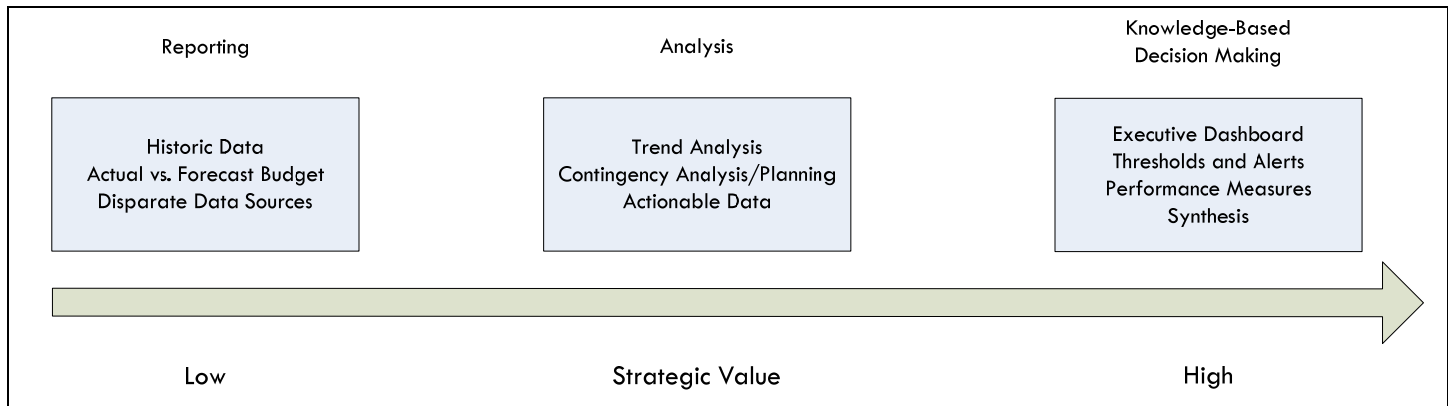 Reporting
Analysis
Knowledge-Based
Decision Making
Historic Data
Actual vs. Forecast Budget
Disparate Data Sources
Trend Analysis
Contingency Analysis/Planning
Actionable Data
Executive Dashboard
Thresholds and Alerts
Performance Measures
Synthesis
Low
Strategic Value
High